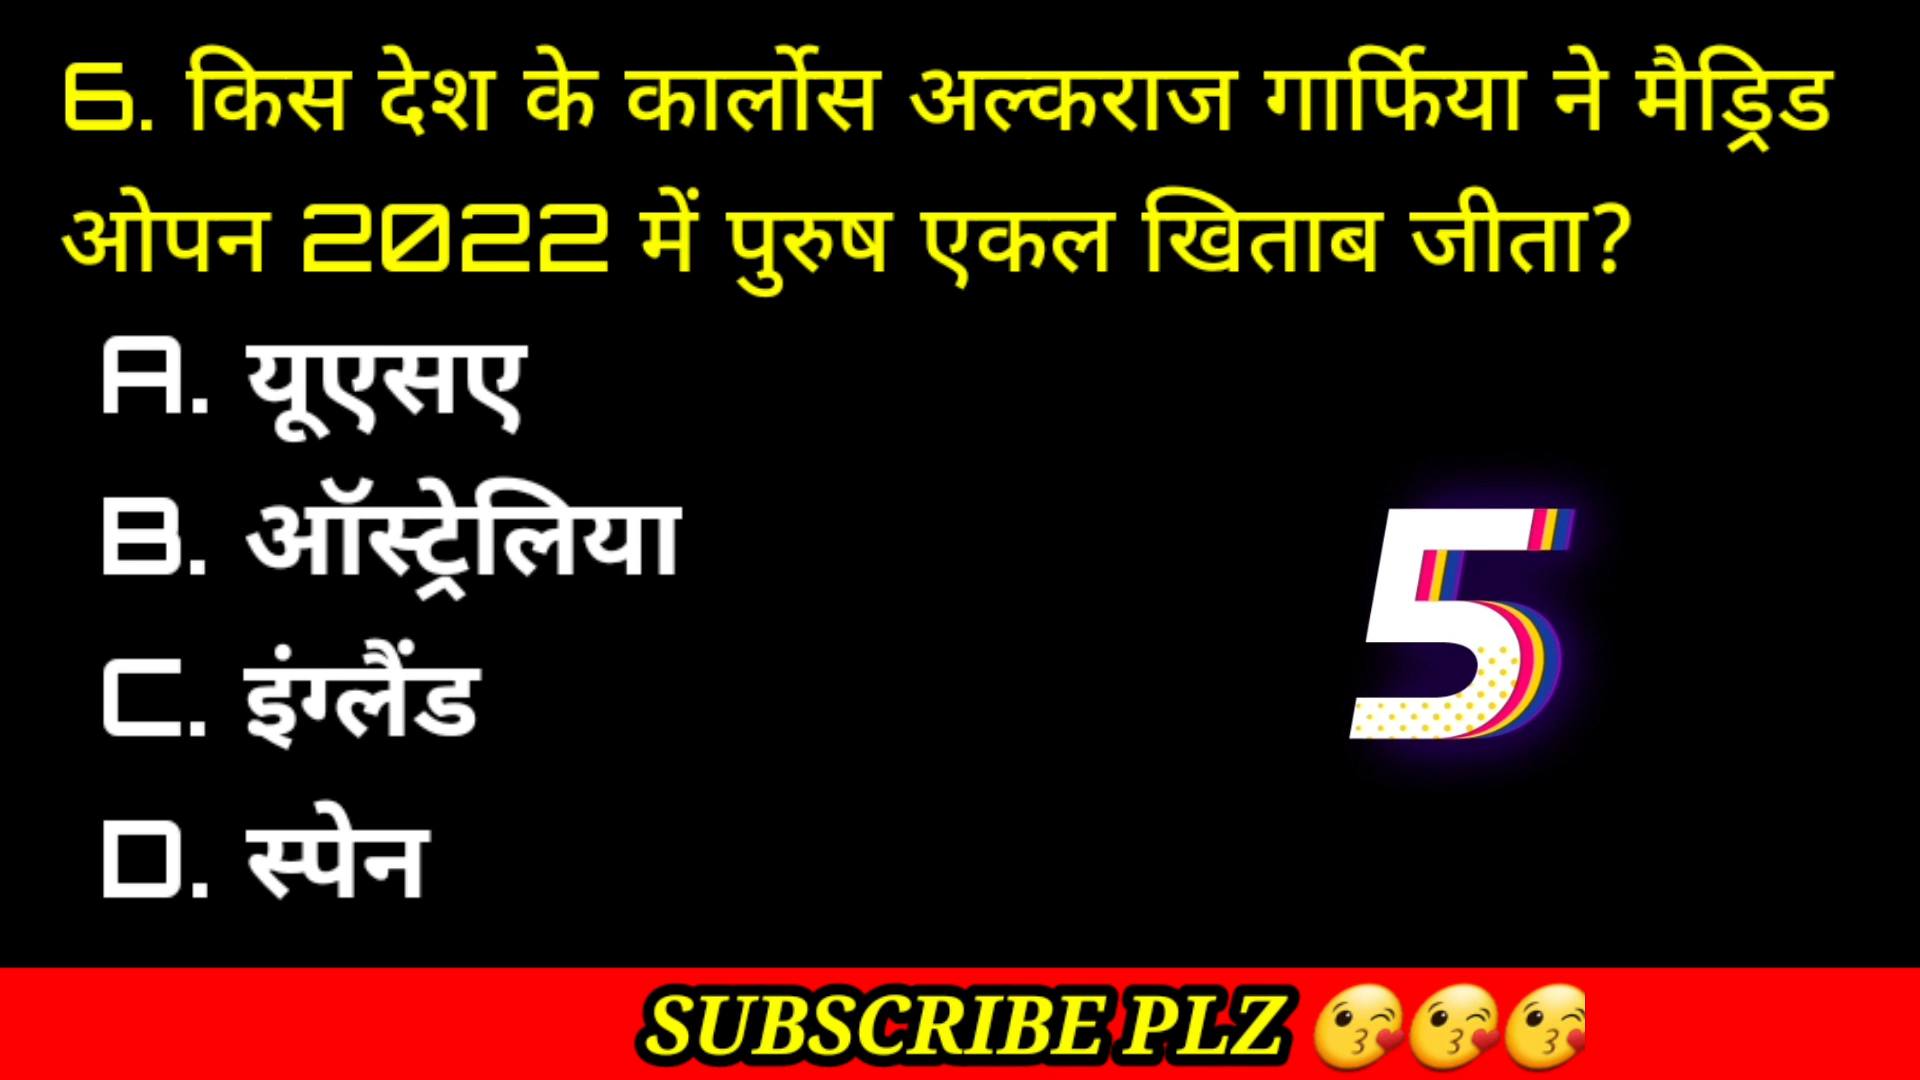 6. किस देश के कार्लोस अल्कराज गार्फिया ने मैड्रिड
ओपन 2022 में पुरुष एकल खिताब जीता?
A. यूएसए
B. ऑस्ट्रेलिया
C. इंग्लैंड
D. स्पेन
5
SUBSCRIBE PLZ 😘😘😘